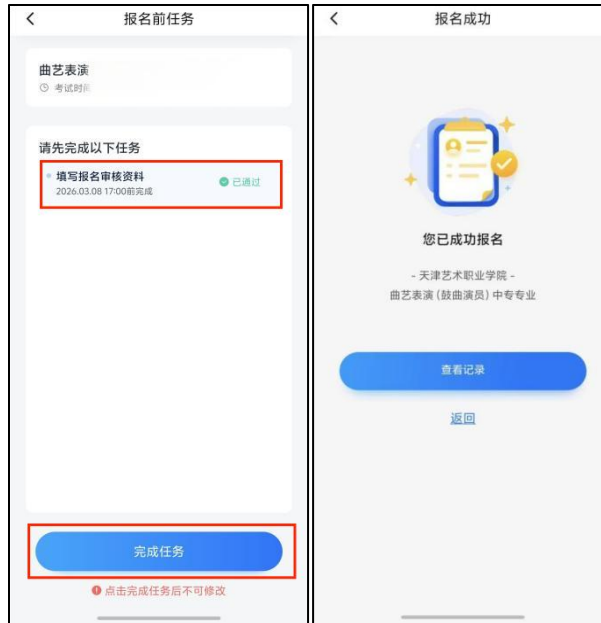 报名前任务
曲艺表演
考试时间
请先完成以下任务
填写报名审核资料
2026.03.08 17:00前完成
已通过
完成任务
点击完成任务后不可修改
报名成功
您已成功报名
- 天津艺术职业学院 -
曲艺表演 (鼓曲演员) 中专专业
查看记录
返回